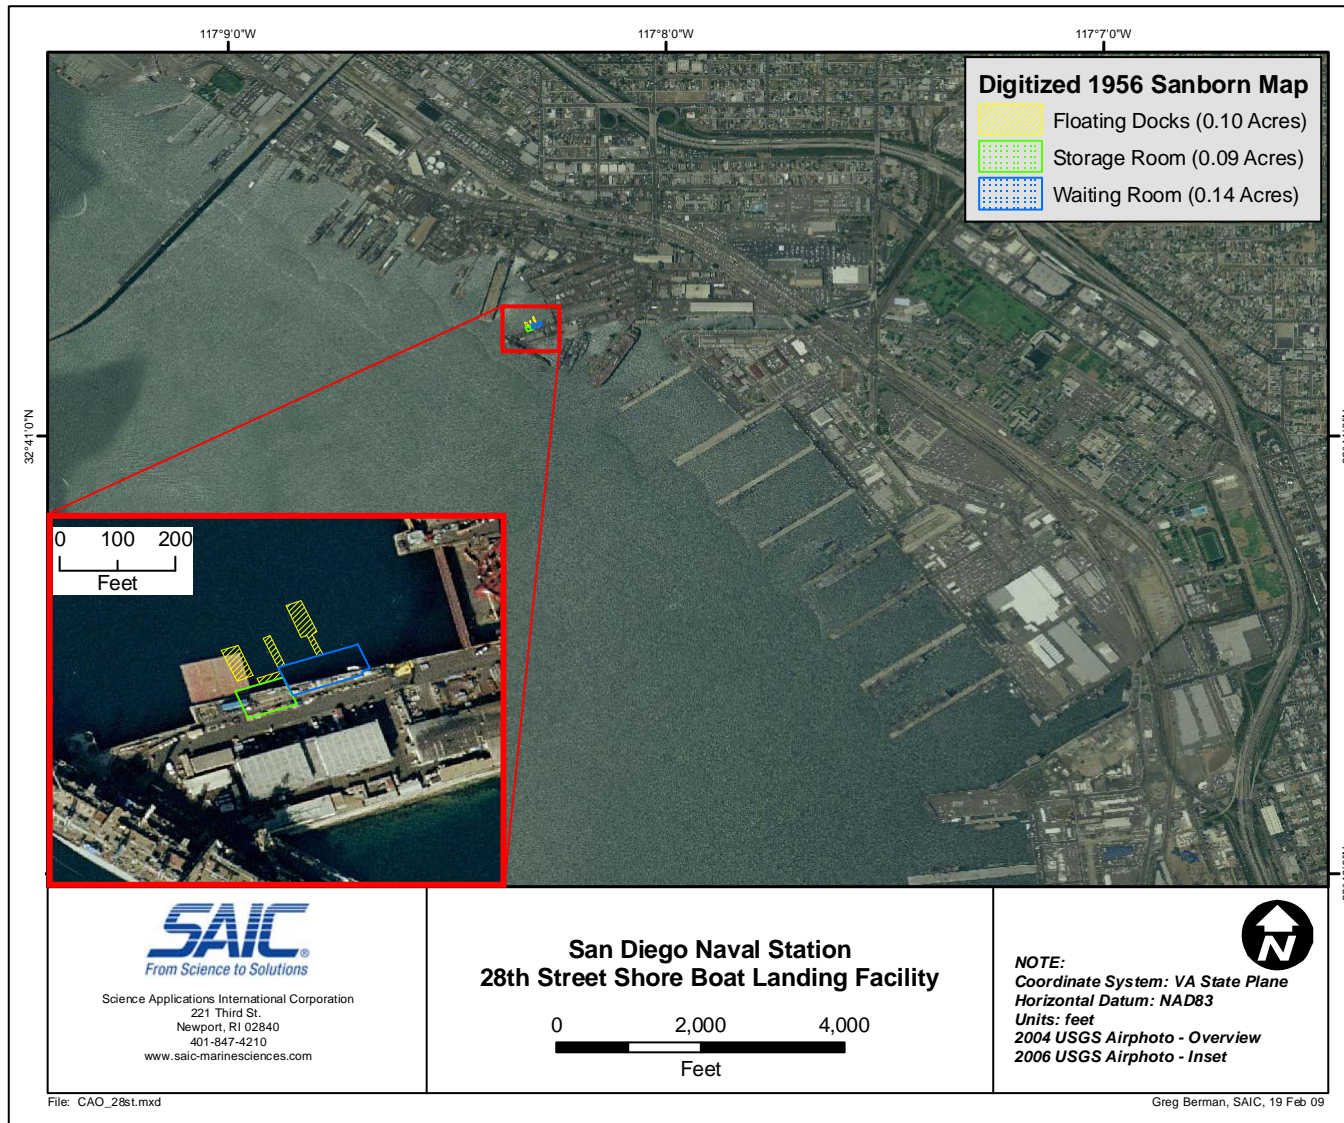 117°9'0"W
117°8'0"W
117°7'0"W
Digitized 1956 Sanborn Map
Floating Docks (0.10 Acres)
Storage Room (0.09 Acres)
Waiting Room (0.14 Acres)
32°41'0"N
0 100 200
Feet
SAIC®
From Science to Solutions
Science Applications International Corporation
221 Third St.
Newport, RI 02840
401-847-4210
www.saic-marinesciences.com
San Diego Naval Station
28th Street Shore Boat Landing Facility
0 2,000 4,000
Feet
N
NOTE:
Coordinate System: VA State Plane
Horizontal Datum: NAD83
Units: feet
2004 USGS Airphoto - Overview
2006 USGS Airphoto - Inset
File: CAO_28st.mxd
Greg Berman, SAIC, 19 Feb 09